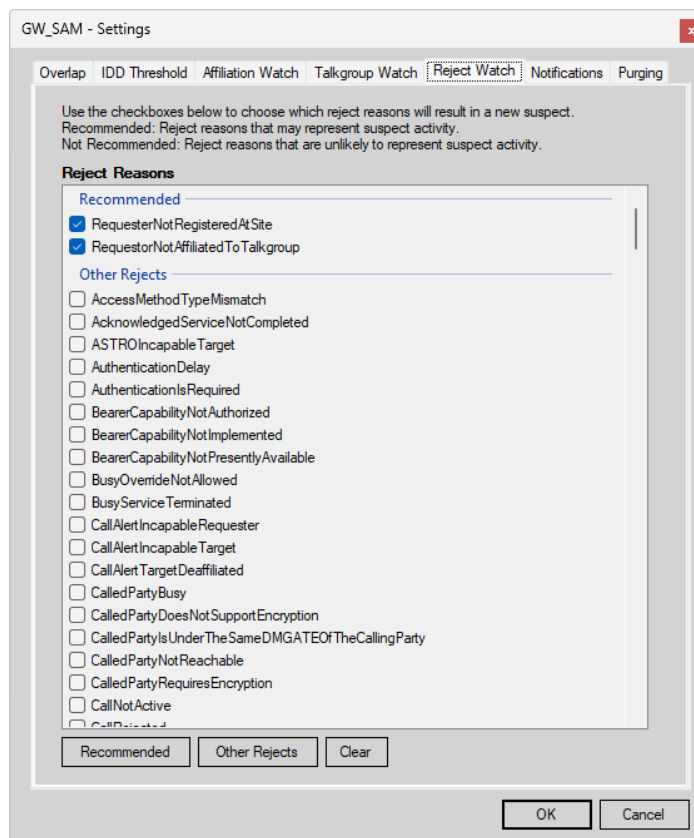 GW_SAM - Settings
x
Overlap IDD Threshold Affiliation Watch Talkgroup Watch Reject Watch Notifications Purging
Use the checkboxes below to choose which reject reasons will result in a new suspect.
Recommended: Reject reasons that may represent suspect activity.
Not Recommended: Reject reasons that are unlikely to represent suspect activity.
Reject Reasons
Recommended
RequesterNotRegisteredAtSite
RequestorNotAffiliatedToTalkgroup
Other Rejects
AccessMethodTypeMismatch
AcknowledgedServiceNotCompleted
ASTROIncapableTarget
AuthenticationDelay
AuthenticationIsRequired
BearerCapabilityNotAuthorized
BearerCapabilityNotImplemented
BearerCapabilityNotPresentlyAvailable
BusyOverrideNotAllowed
BusyServiceTerminated
CallAlertIncapableRequester
CallAlertIncapableTarget
CallAlertTargetDeaffiliated
CalledPartyBusy
CalledPartyDoesNotSupportEncryption
CalledPartyIsUnderTheSameDMGATEOfTheCallingParty
CalledPartyNotReachable
CalledPartyRequiresEncryption
CallNotActive
CallRejected
Recommended Other Rejects Clear
OK Cancel